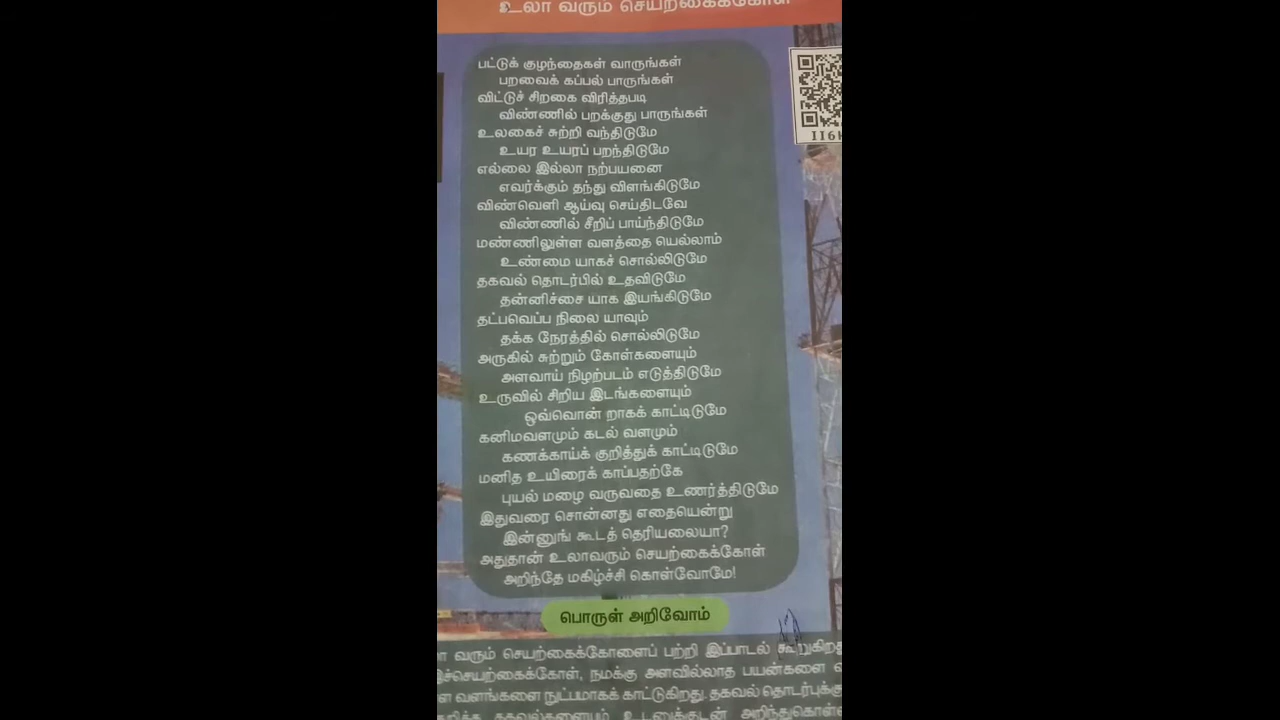 உலா வரும் செயற்கைக்கோள்
பட்டுக் குழந்தைகள் வாருங்கள்
பறவைக் கப்பல் பாருங்கள்
விட்டுச் சிறகை விரித்தபடி
விண்ணில் பறக்குது பாருங்கள்
உலகைச் சுற்றி வந்திடுமே
உயர உயரப் பறந்திடுமே
எல்லை இல்லா நற்பயனை
எவர்க்கும் தந்து விளங்கிடுமே
விண்வெளி ஆய்வு செய்திடவே
விண்ணில் சீறிப் பாய்ந்திடுமே
மண்ணிலுள்ள வளத்தை யெல்லாம்
உண்மை யாகச் சொல்லிடுமே
தகவல் தொடர்பில் உதவிடுமே
தன்னிச்சை யாக இயங்கிடுமே
தட்பவெப்ப நிலை யாவும்
தக்க நேரத்தில் சொல்லிடுமே
அருகில் சுற்றும் கோள்களையும்
அளவாய் நிழற்படம் எடுத்திடுமே
உருவில் சிறிய இடங்களையும்
ஒவ்வொன் றாகக் காட்டிடுமே
கனிமவளமும் கடல் வளமும்
கணக்காய்க் குறித்துக் காட்டிடுமே
மனித உயிரைக் காப்பதற்கே
புயல் மழை வருவதை உணர்த்திடுமே
இதுவரை சொன்னது எதையென்று
இன்னுங் கூடத் தெரியலையா?
அதுதான் உலாவரும் செயற்கைக்கோள்
அறிந்தே மகிழ்ச்சி கொள்வோமே!
பொருள் அறிவோம்
வரும் செயற்கைக்கோளைப் பற்றி இப்பாடல்
இச்செயற்கைக்கோள், நமக்கு அளவில்லாத பயன்களை
வளங்களை நுட்பமாகக் காட்டுகிறது. தகவல்
தகவல்களையும் உடனுக்குடன்